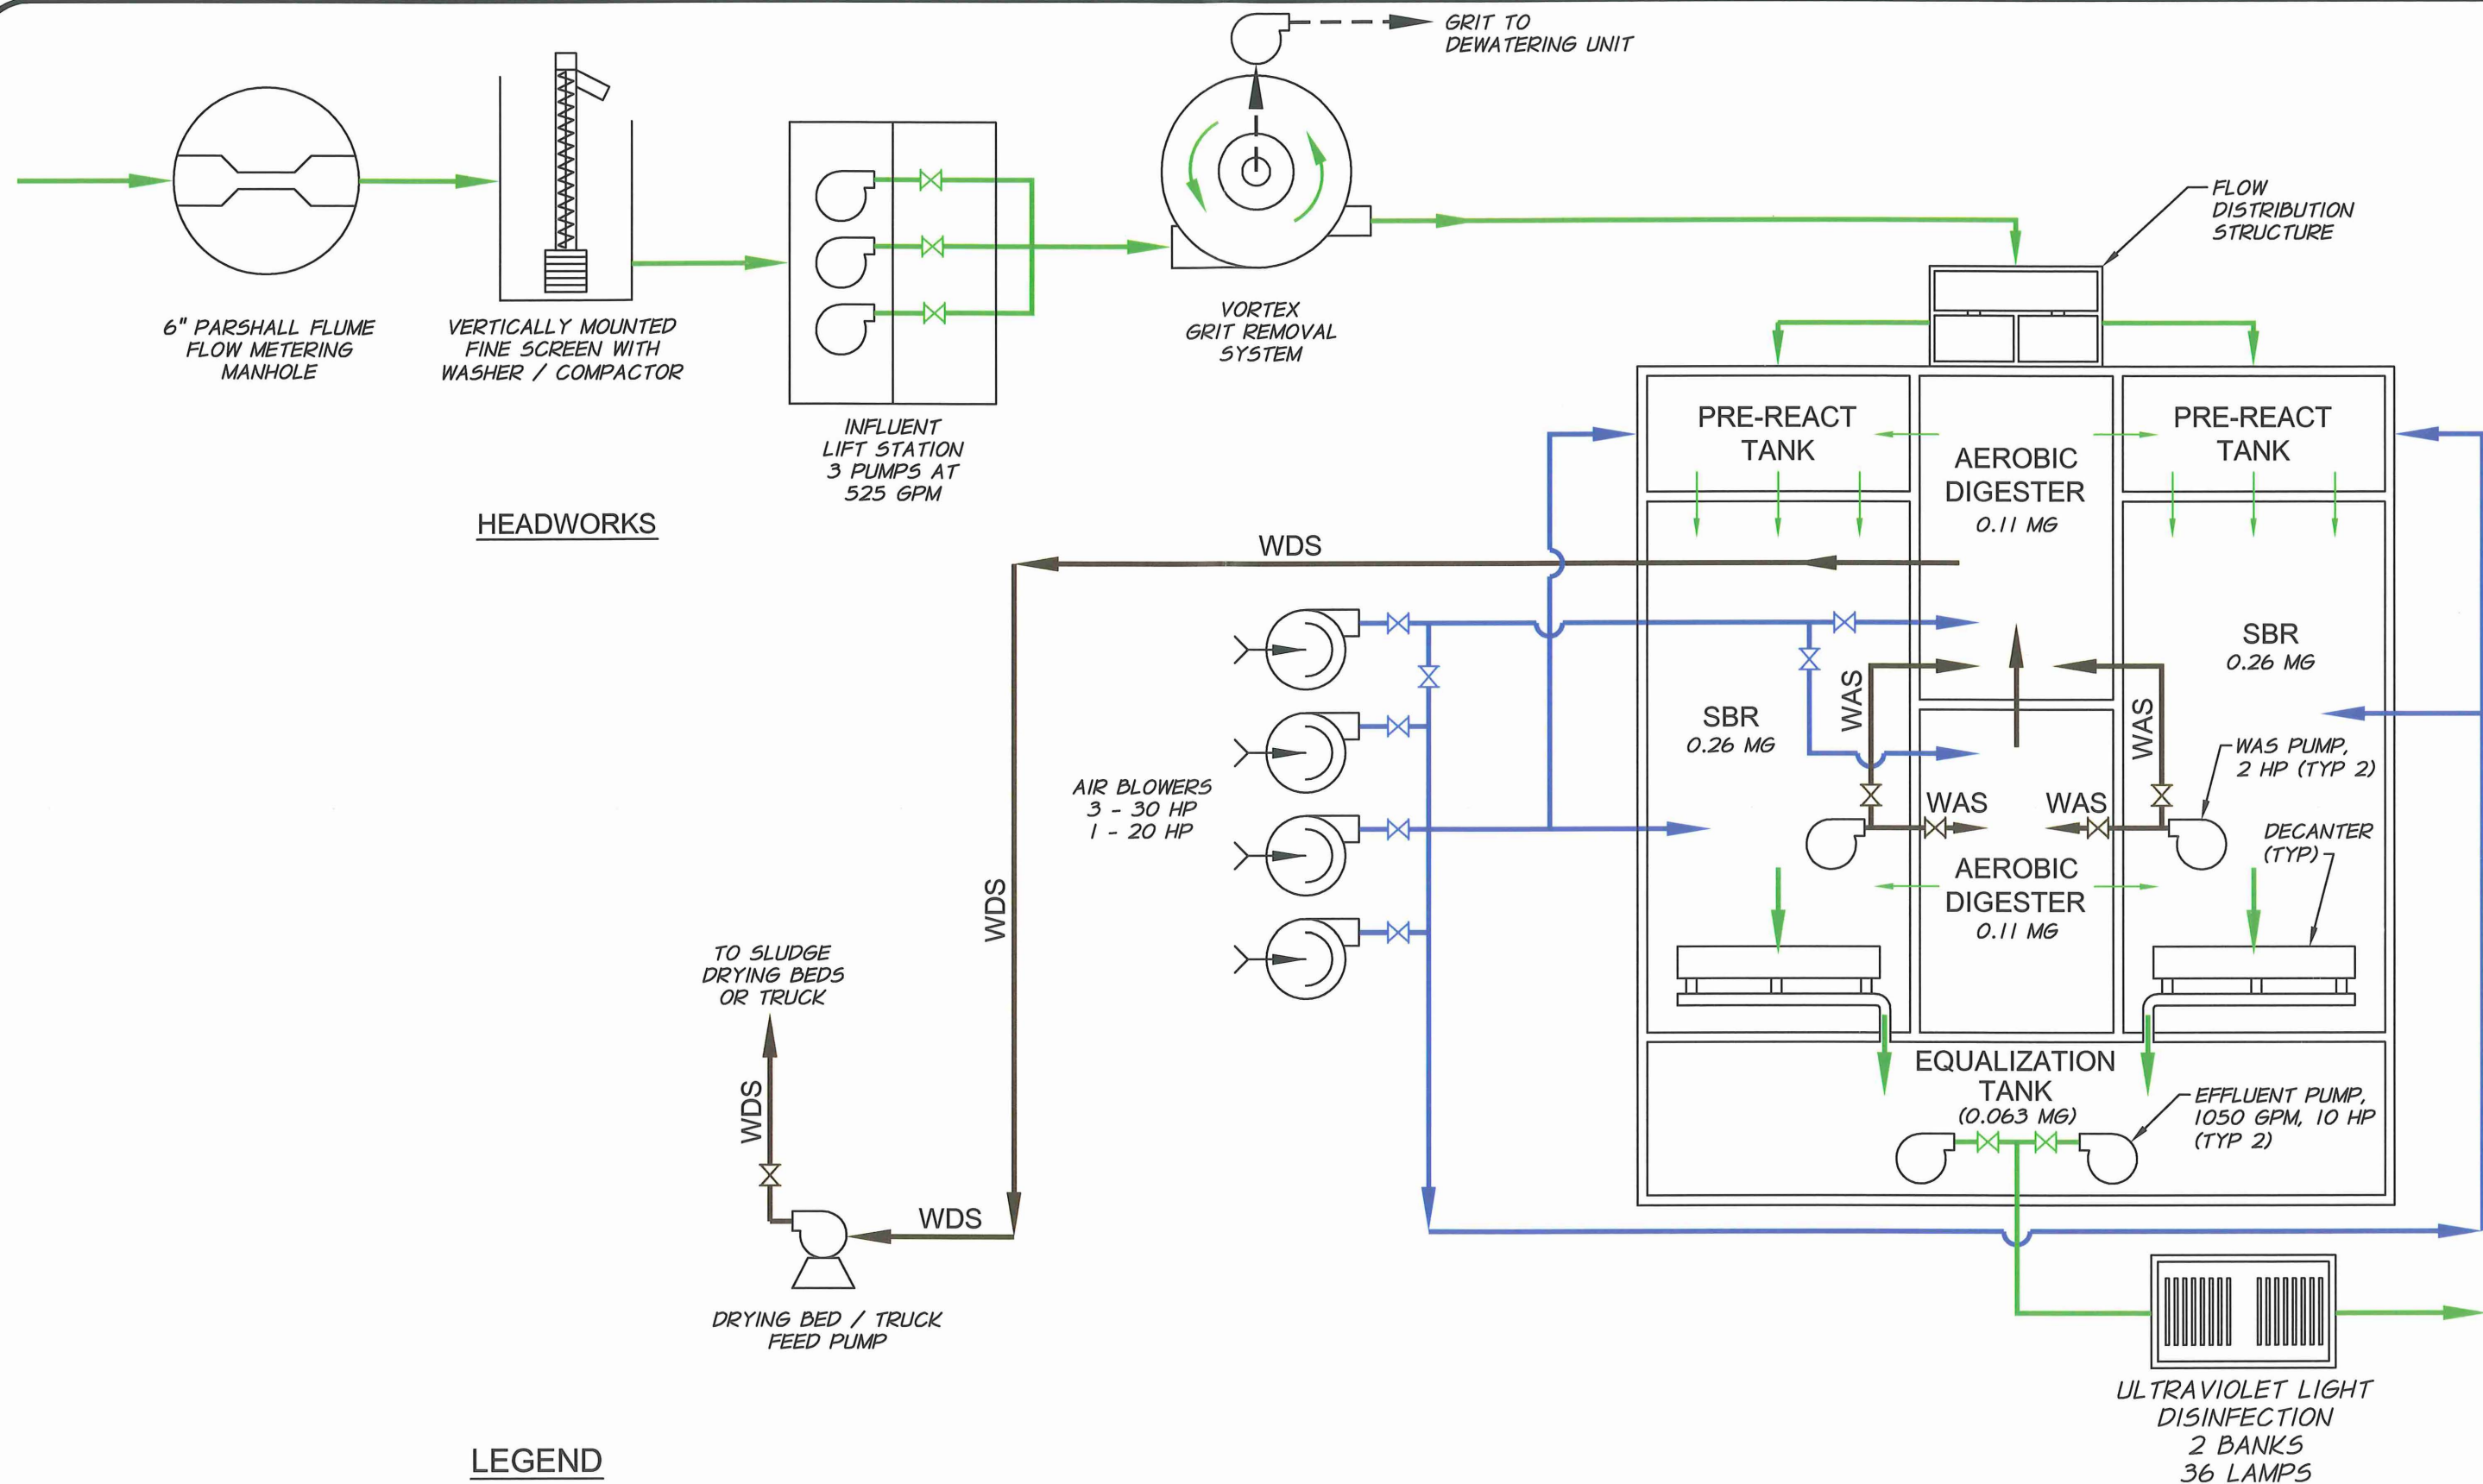 GRIT TO
DEWATERING UNIT
6" PARSHALL FLUME
FLOW METERING
MANHOLE
VERTICALLY MOUNTED
FINE SCREEN WITH
WASHER / COMPACTOR
INFLUENT
LIFT STATION
3 PUMPS AT
525 GPM
VORTEX
GRIT REMOVAL
SYSTEM
FLOW
DISTRIBUTION
STRUCTURE
HEADWORKS
PRE-REACT
TANK
AEROBIC
DIGESTER
0.11 MG
PRE-REACT
TANK
WDS
SBR
0.26 MG
SBR
0.26 MG
WAS
WAS
WAS PUMP,
2 HP (TYP 2)
WAS
WAS
AIR BLOWERS
3 - 30 HP
1 - 20 HP
DECANTER
(TYP)
AEROBIC
DIGESTER
0.11 MG
WDS
TO SLUDGE
DRYING BEDS
OR TRUCK
WDS
WDS
DRYING BED / TRUCK
FEED PUMP
EQUALIZATION
TANK
(0.063 MG)
EFFLUENT PUMP,
1050 GPM, 10 HP
(TYP 2)
ULTRAVIOLET LIGHT
DISINFECTION
2 BANKS
36 LAMPS
LEGEND